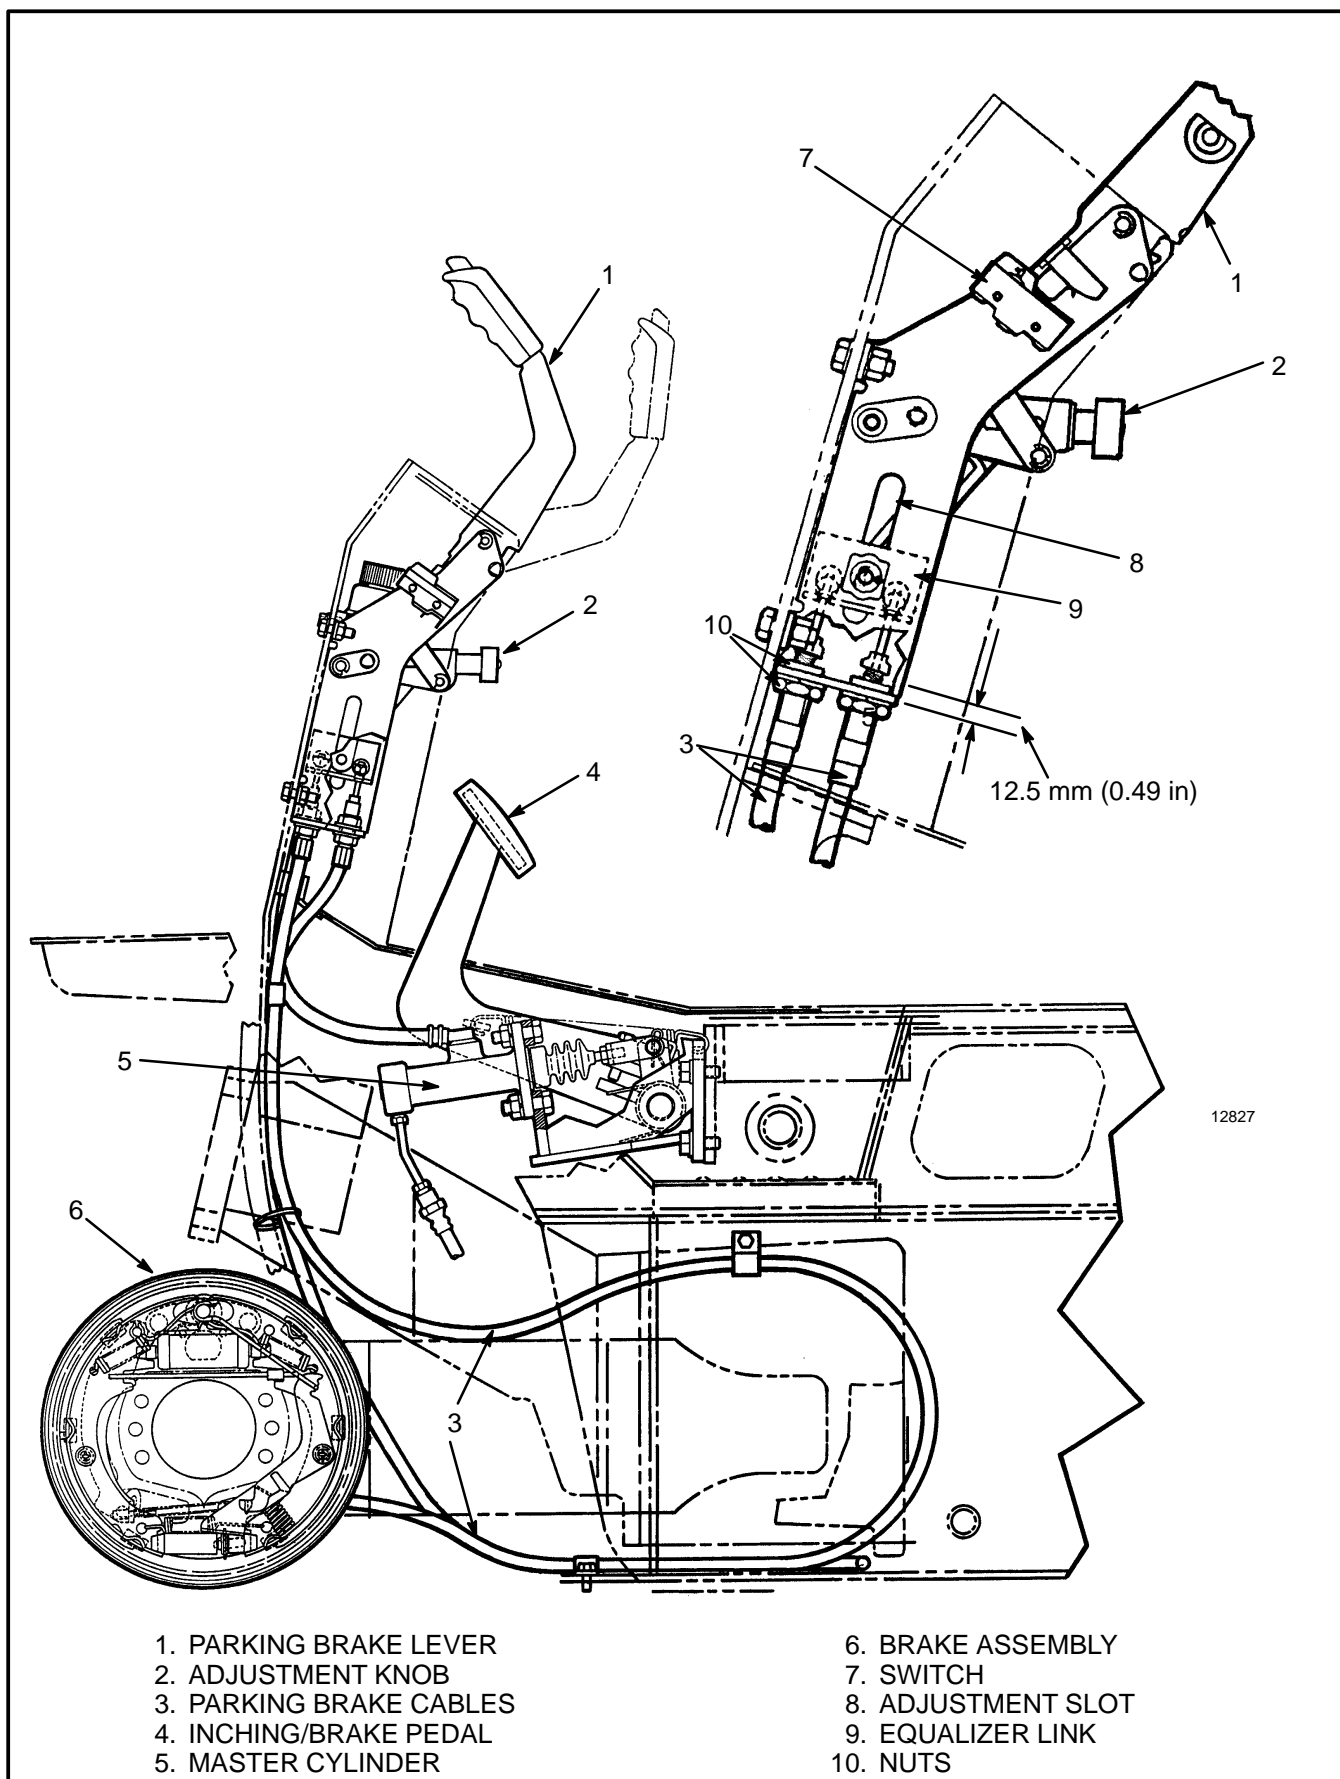 7
1
1
2
2
8
9
10
3
12.5 mm (0.49 in)
4
5
12827
6
3
3
1. PARKING BRAKE LEVER
2. ADJUSTMENT KNOB
3. PARKING BRAKE CABLES
4. INCHING/BRAKE PEDAL
5. MASTER CYLINDER
6. BRAKE ASSEMBLY
7. SWITCH
8. ADJUSTMENT SLOT
9. EQUALIZER LINK
10. NUTS